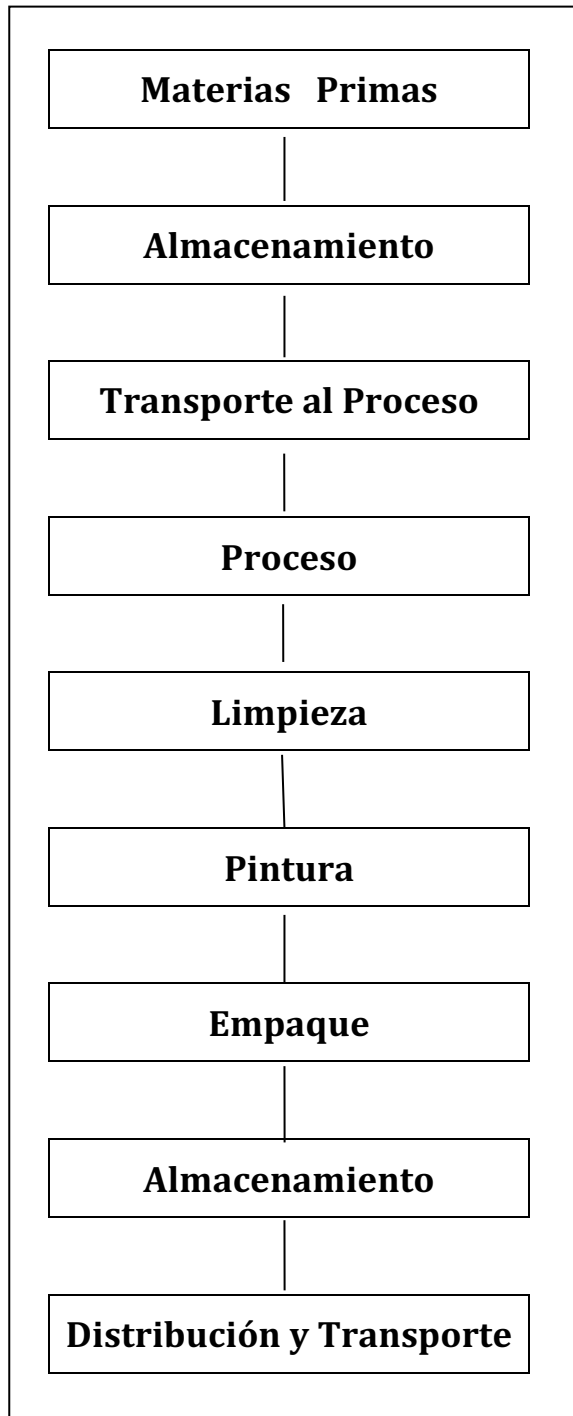 Materias Primas
Almacenamiento
Transporte al Proceso
Proceso
Limpieza
Pintura
Empaque
Almacenamiento
Distribución y Transporte